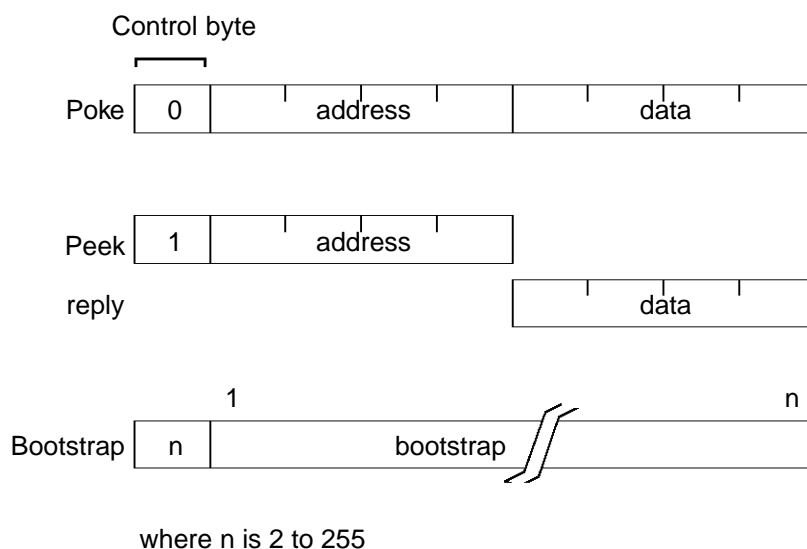 Control byte
Poke 0 address data
Peek 1 address
reply data
1 n
Bootstrap n bootstrap
where n is 2 to 255